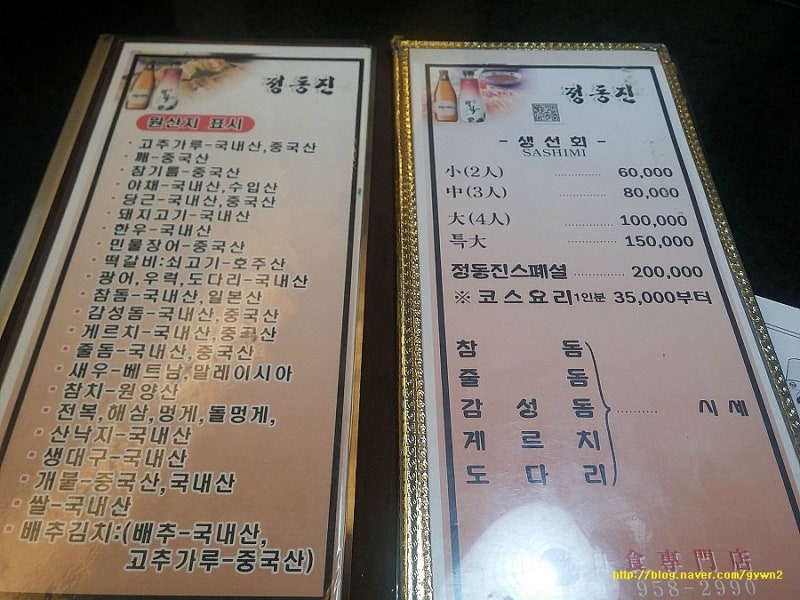 정동진
원산지 표시
고추가루-국내산,중국산
깨-중국산
참기름-중국산
야채-국내산,수입산
당근-국내산,중국산
돼지고기-국내산
한우-국내산
민물장어-중국산
떡갈비:쇠고기-호주산
광어,우럭,도다리-국내산
참돔-국내산,일본산
감성돔-국내산,중국산
게르치-국내산,중국산
줄돔-국내산,중국산
새우-베트남,말레이시아
참치-원양산
전복,해삼,멍게,돌멍게,
산낙지-국내산
생대구-국내산
개불-중국산,국내산
쌀-국내산
배추김치:(배추-국내산,
고추가루-중국산)
정동진
- 생선회 -
SASHIMI
小(2人) 60,000
中(3人) 80,000
大(4人) 100,000
특大 150,000
정동진스페셜 200,000
※코스요리 1인분 35,000부터
참돔
줄돔
감성돔 시세
게르치
도다리
食專門店
958-2990
http://blog.naver.com/gywn2